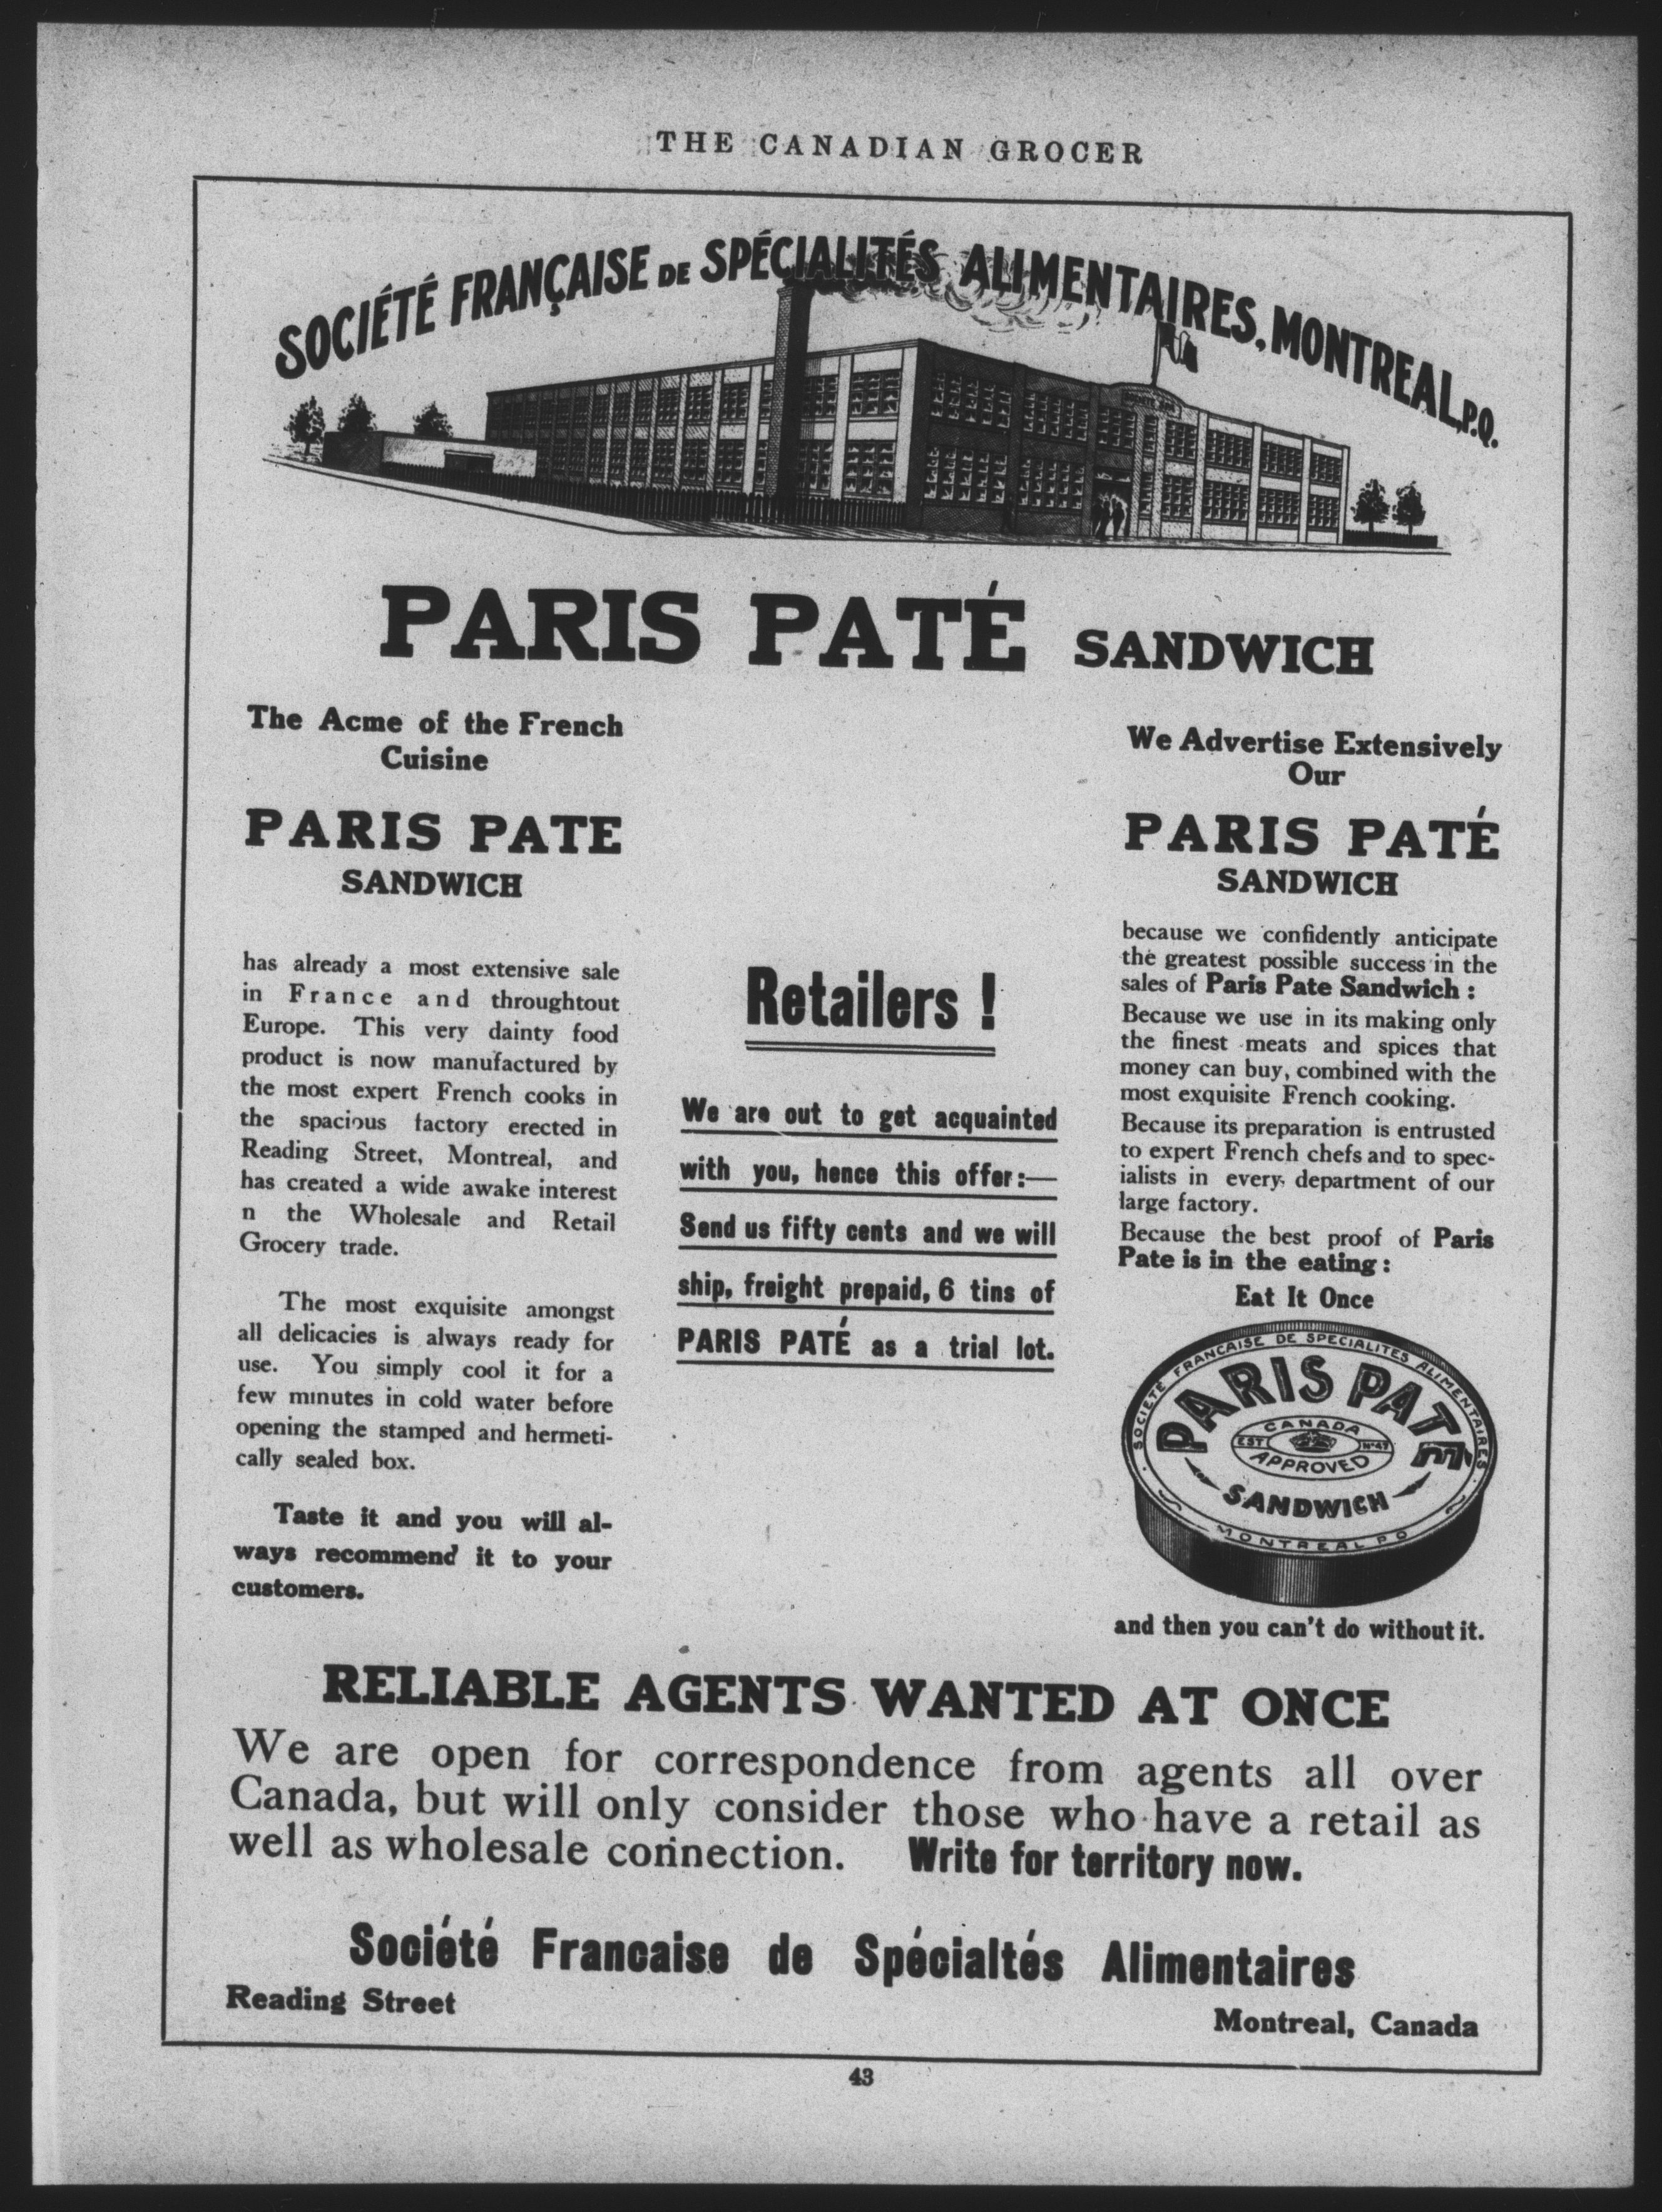 THE CANADIAN GROCER
SOCIÉTÉ FRANÇAISE DE SPÉCIALITÉS ALIMENTAIRES, MONTREAL, P.Q.
PARIS PATÉ SANDWICH
The Acme of the French
Cuisine
PARIS PATE
SANDWICH
has already a most extensive sale
in France and throughtout
Europe. This very dainty food
product is now manufactured by
the most expert French cooks in
the spacious factory erected in
Reading Street, Montreal, and
has created a wide awake interest
n the Wholesale and Retail
Grocery trade.
The most exquisite amongst
all delicacies is always ready for
use. You simply cool it for a
few minutes in cold water before
opening the stamped and hermeti-
cally sealed box.
Taste it and you will al-
ways recommend it to your
customers.
Retailers !
We are out to get acquainted
with you, hence this offer:—
Send us fifty cents and we will
ship, freight prepaid, 6 tins of
PARIS PATÉ as a trial lot.
We Advertise Extensively
Our
PARIS PATÉ
SANDWICH
because we confidently anticipate
the greatest possible success in the
sales of Paris Pate Sandwich :
Because we use in its making only
the finest meats and spices that
money can buy, combined with the
most exquisite French cooking.
Because its preparation is entrusted
to expert French chefs and to spec-
ialists in every department of our
large factory.
Because the best proof of Paris
Pate is in the eating :
Eat It Once
SOCIETÉ FRANCAISE DE SPECIALITES ALIMENTAIRES
PARIS PATE
CANADA
EST Nº47
APPROVED
SANDWICH
MONTREAL P Q
and then you can't do without it.
RELIABLE AGENTS WANTED AT ONCE
We are open for correspondence from agents all over
Canada, but will only consider those who have a retail as
well as wholesale connection. Write for territory now.
Société Francaise de Spécialtés Alimentaires
Reading Street
Montreal, Canada
43